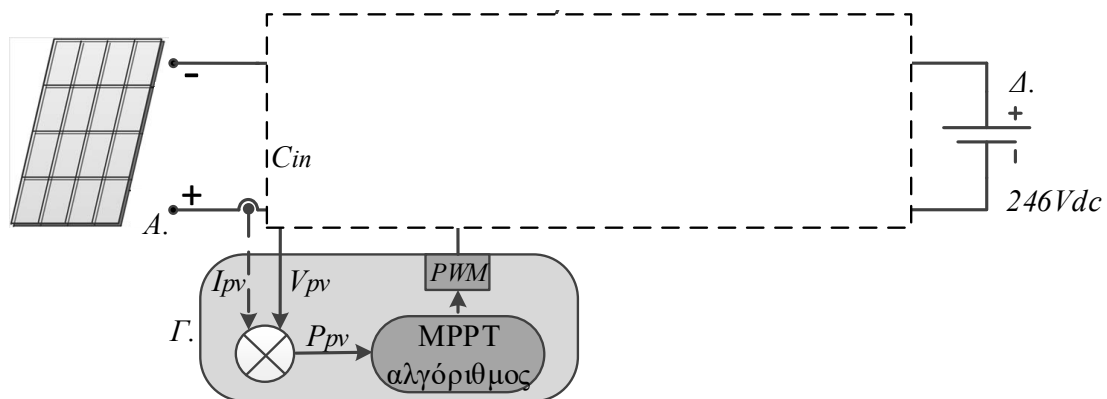 -
Δ.
+
Cin
-
+
246Vdc
A.
PWM
Ipv
Vpv
Γ.
Ppv
MPPT
αλγόριθμος